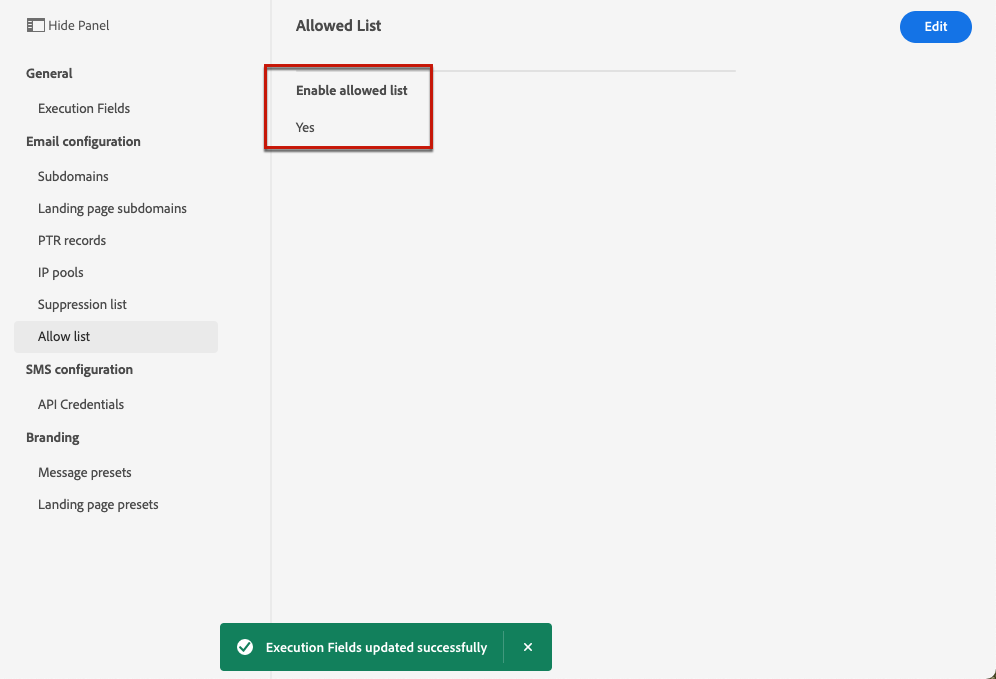 Hide Panel
General
Execution Fields
Email configuration
Subdomains
Landing page subdomains
PTR records
IP pools
Suppression list
Allow list
SMS configuration
API Credentials
Branding
Message presets
Landing page presets
Allowed List
Edit
Enable allowed list
Yes
Execution Fields updated successfully